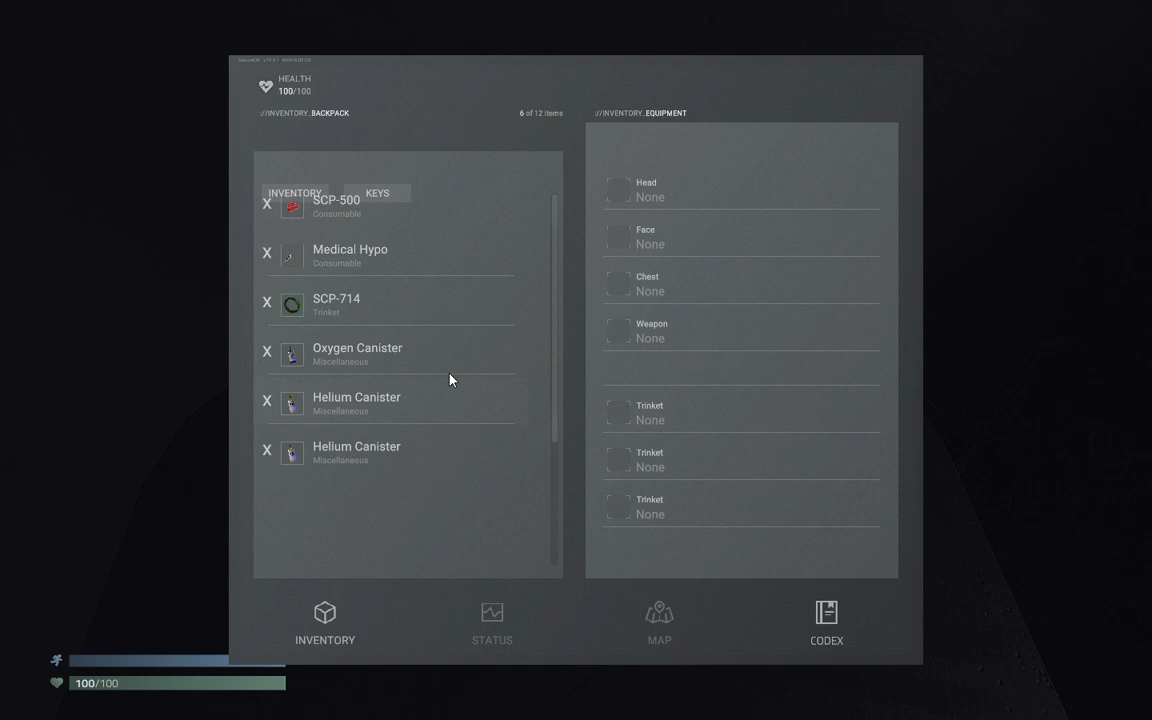 HEALTH
100/100
://INVENTORY_BACKPACK
6 of 12 items
://INVENTORY_EQUIPMENT
INVENTORY
KEYS
X
SCP-500
Consumable
X
Medical Hypo
Consumable
X
SCP-714
Trinket
X
Oxygen Canister
Miscellaneous
X
Helium Canister
Miscellaneous
X
Helium Canister
Miscellaneous
Head
None
Face
None
Chest
None
Weapon
None
Trinket
None
Trinket
None
Trinket
None
INVENTORY
STATUS
MAP
CODEX
100/100